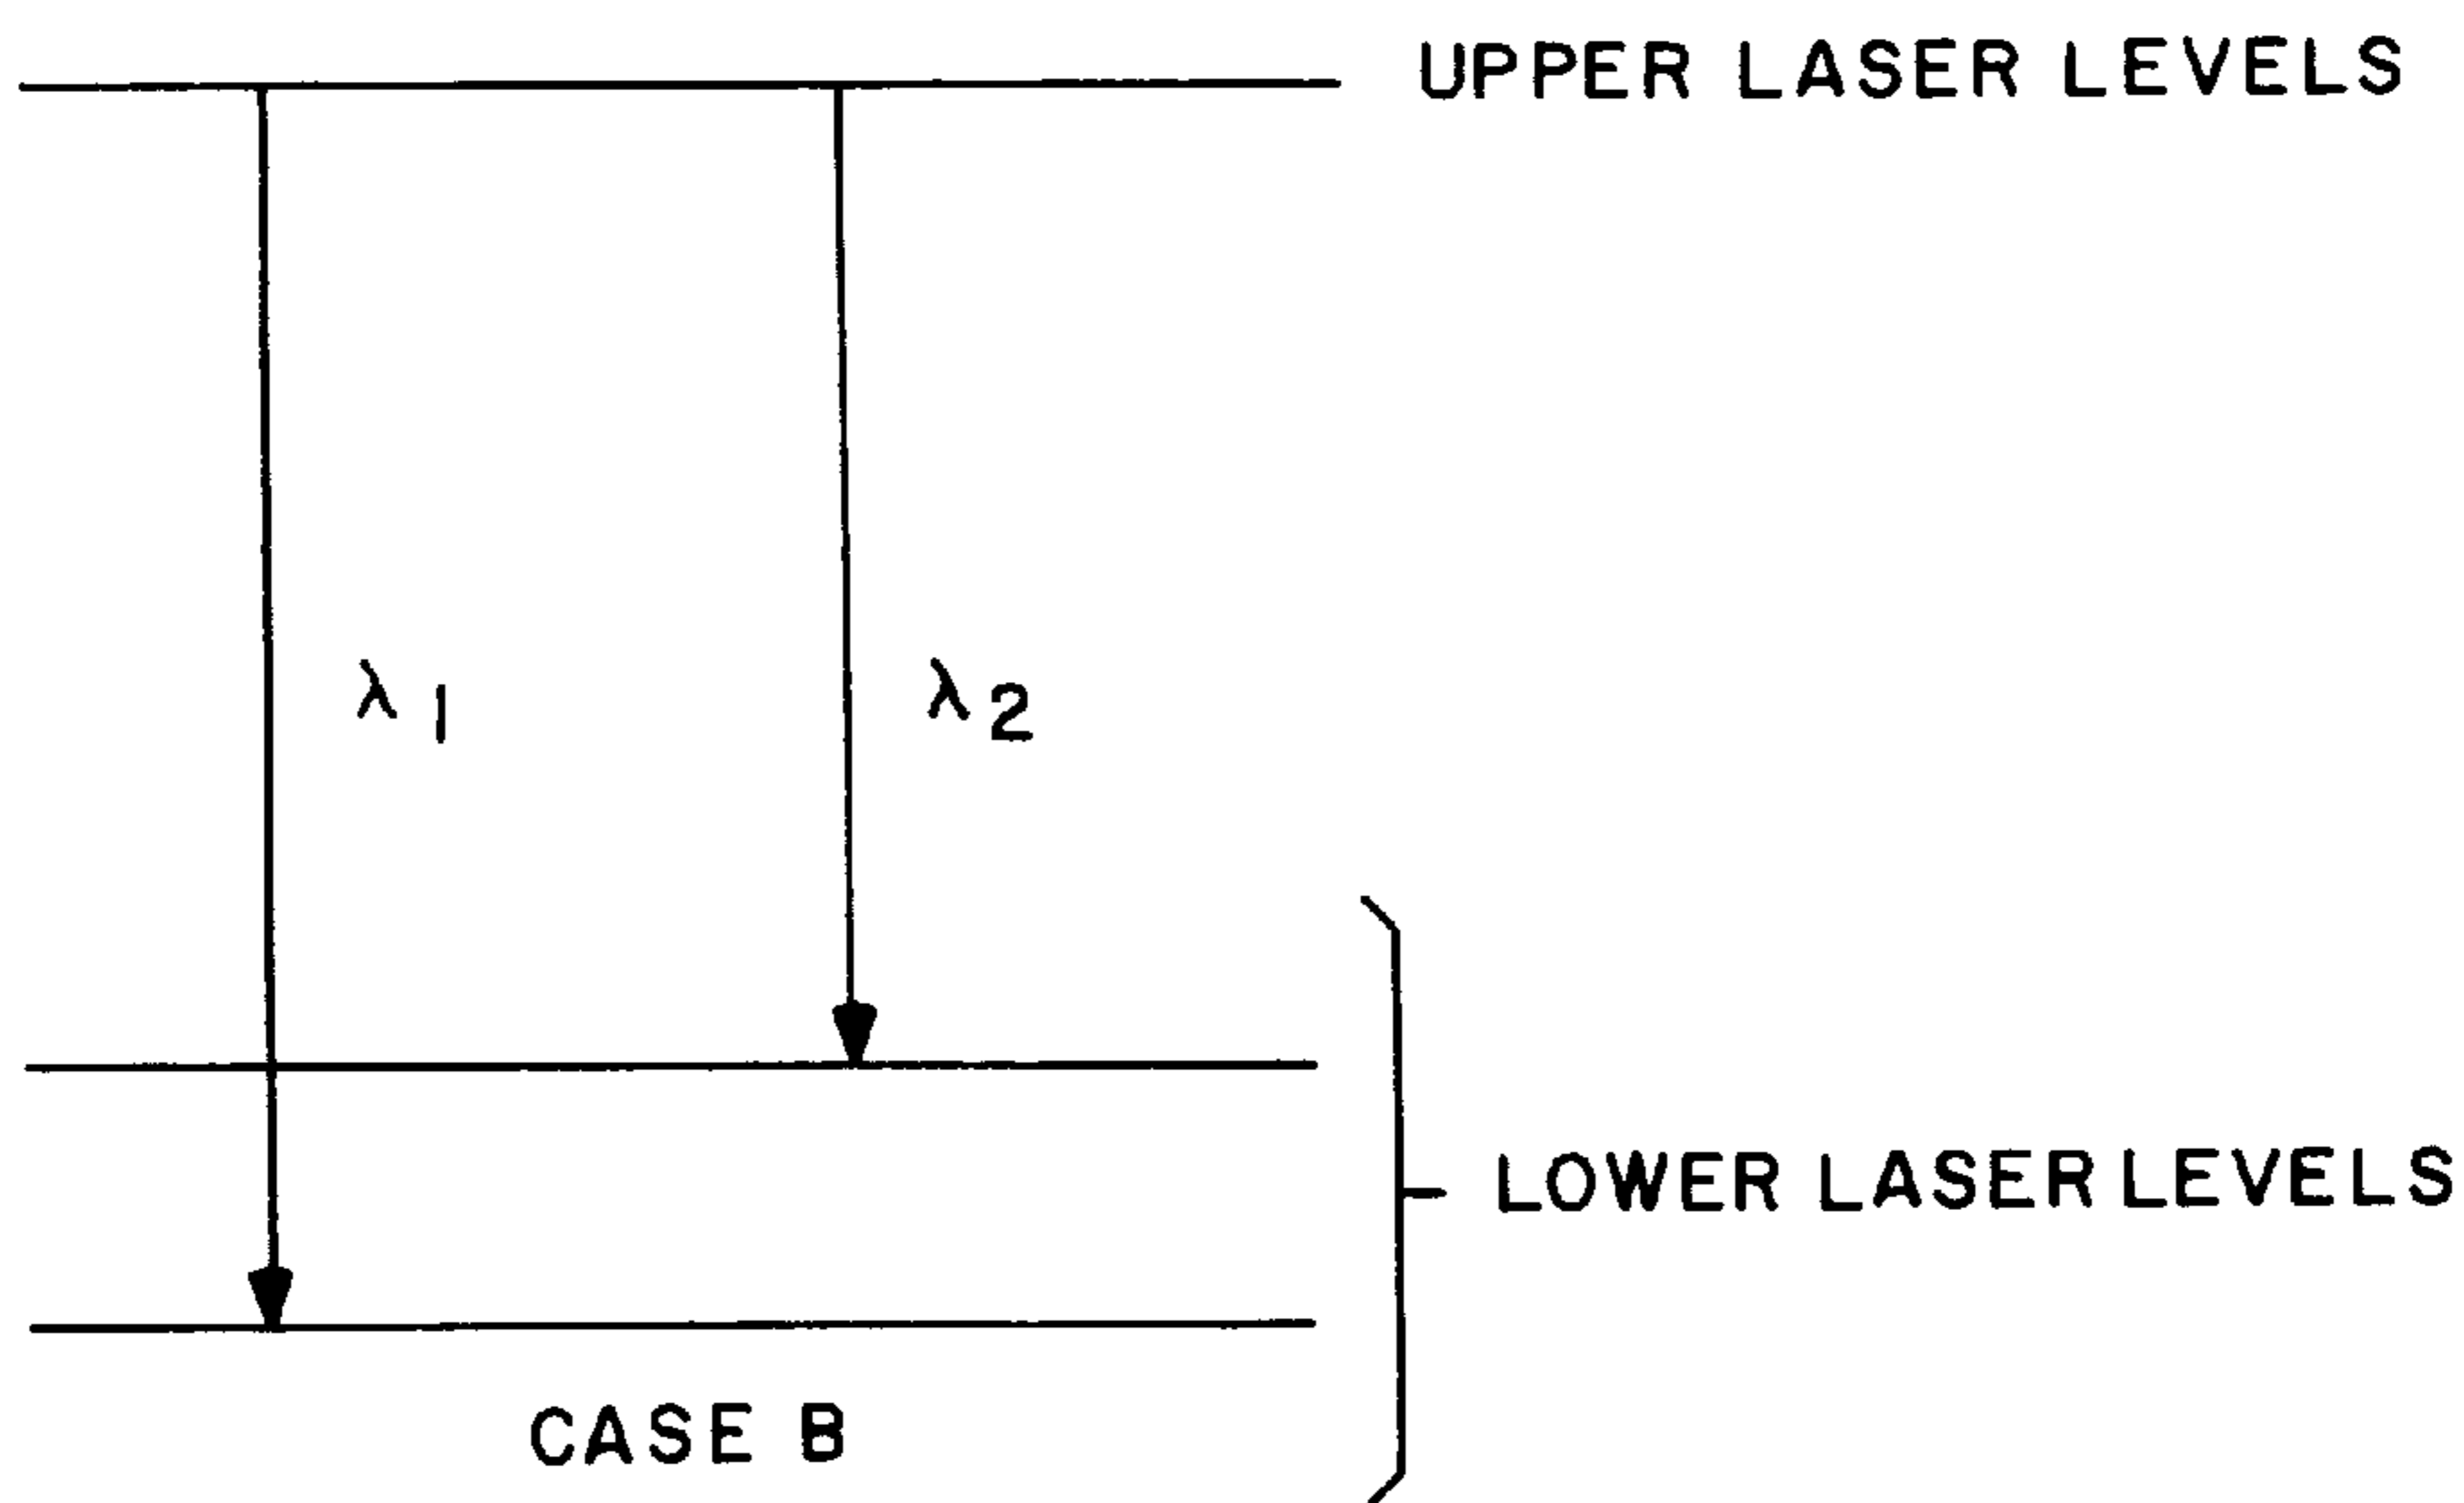 UPPER LASER LEVELS
λ1
λ2
LOWER LASER LEVELS
CASE B